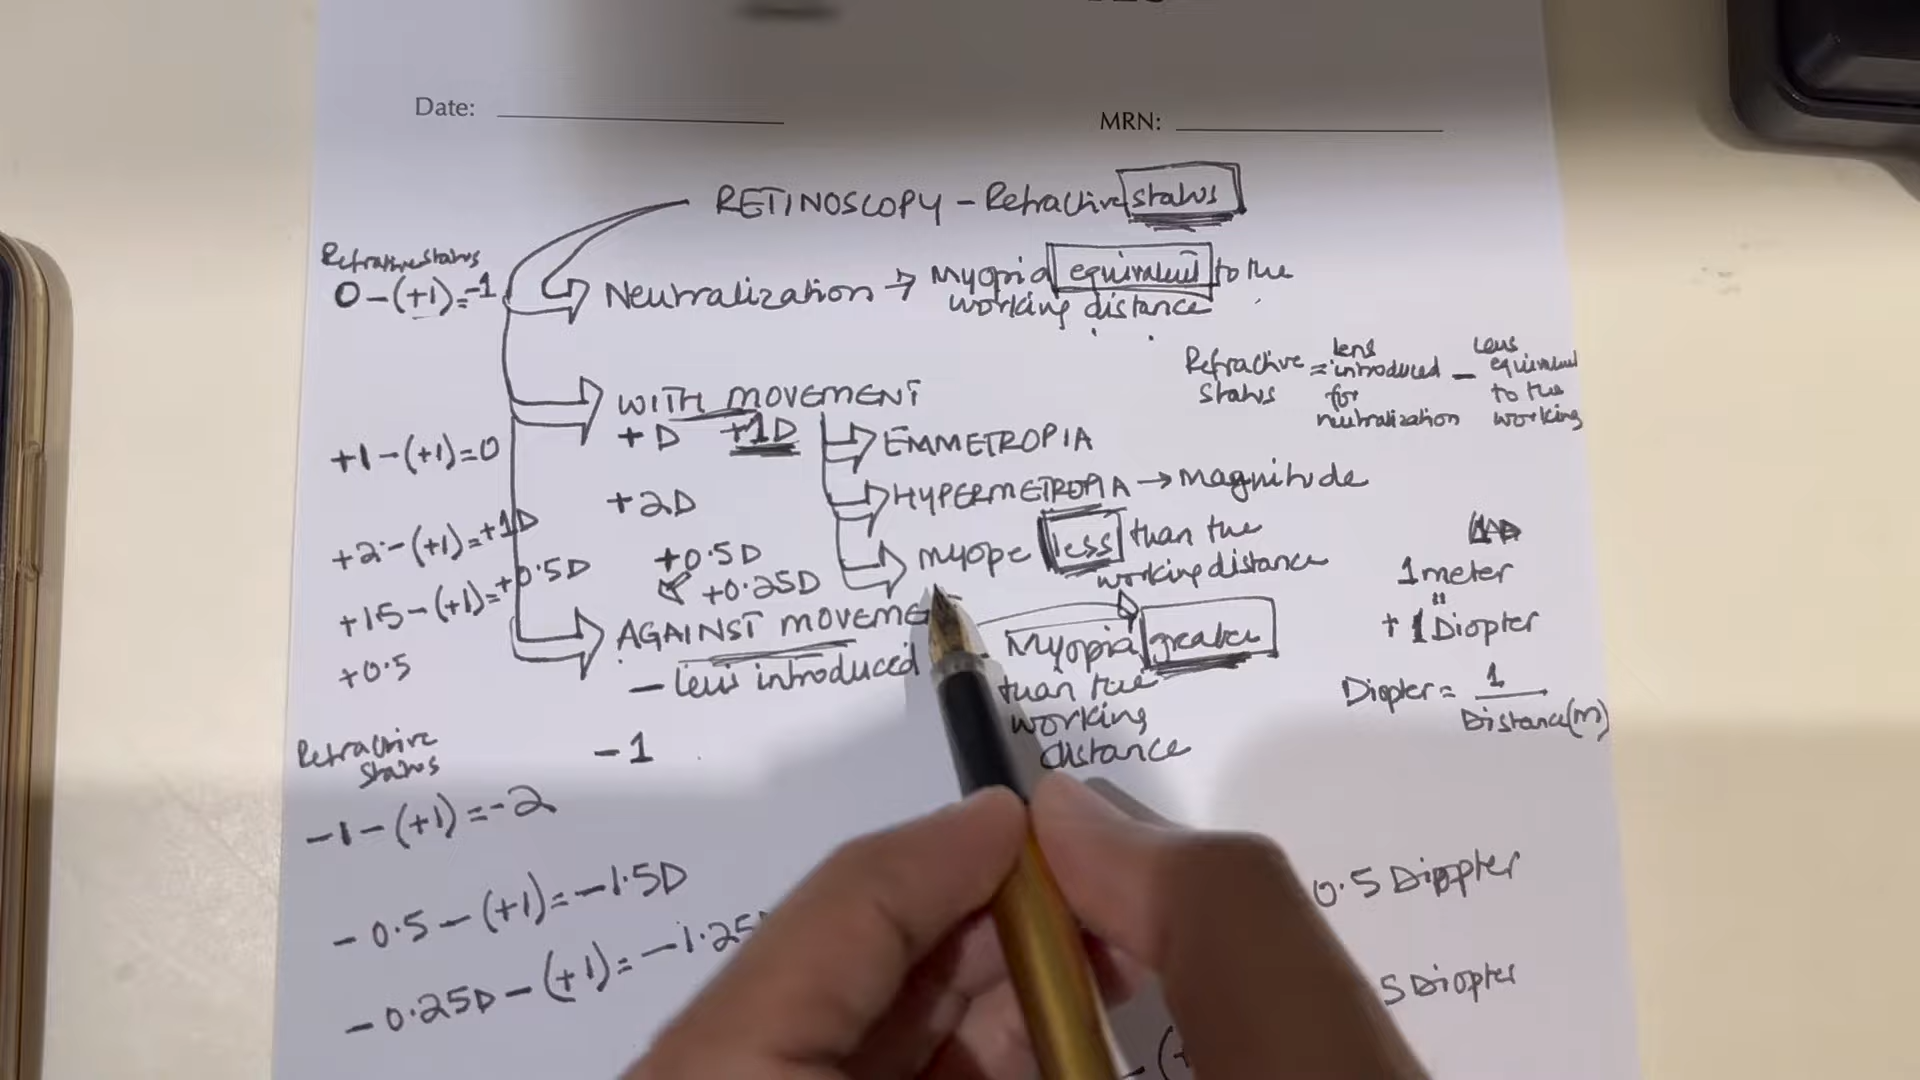 Date:
MRN:
RETINOSCOPY - Refractive status
Refractive status
0-(+1)=-1
Neutralization → Myopia equivalent to the
working distance
Refractive status = lens introduced for neutralization - Lens equivalent to the working
WITH MOVEMENT
+D +1D
EMMETROPIA
+1-(+1)=0
HYPERMETROPIA → magnitude
+2D
+2-(+1)=+1D
myope less than the
working distance
+0.5D
+0.25D
1 meter
"
+1 Diopter
+1.5-(+1)=+0.5D
AGAINST MOVEME
- lens introduced
Myopia greater
than the
working
distance
+0.5
Diopter = 1
Distance(m)
Refractive
status
-1
-1-(+1)=-2
-0.5-(+1)=-1.5D
0.5 Diopter
-0.25D-(+1)=-1.25
5 Diopter